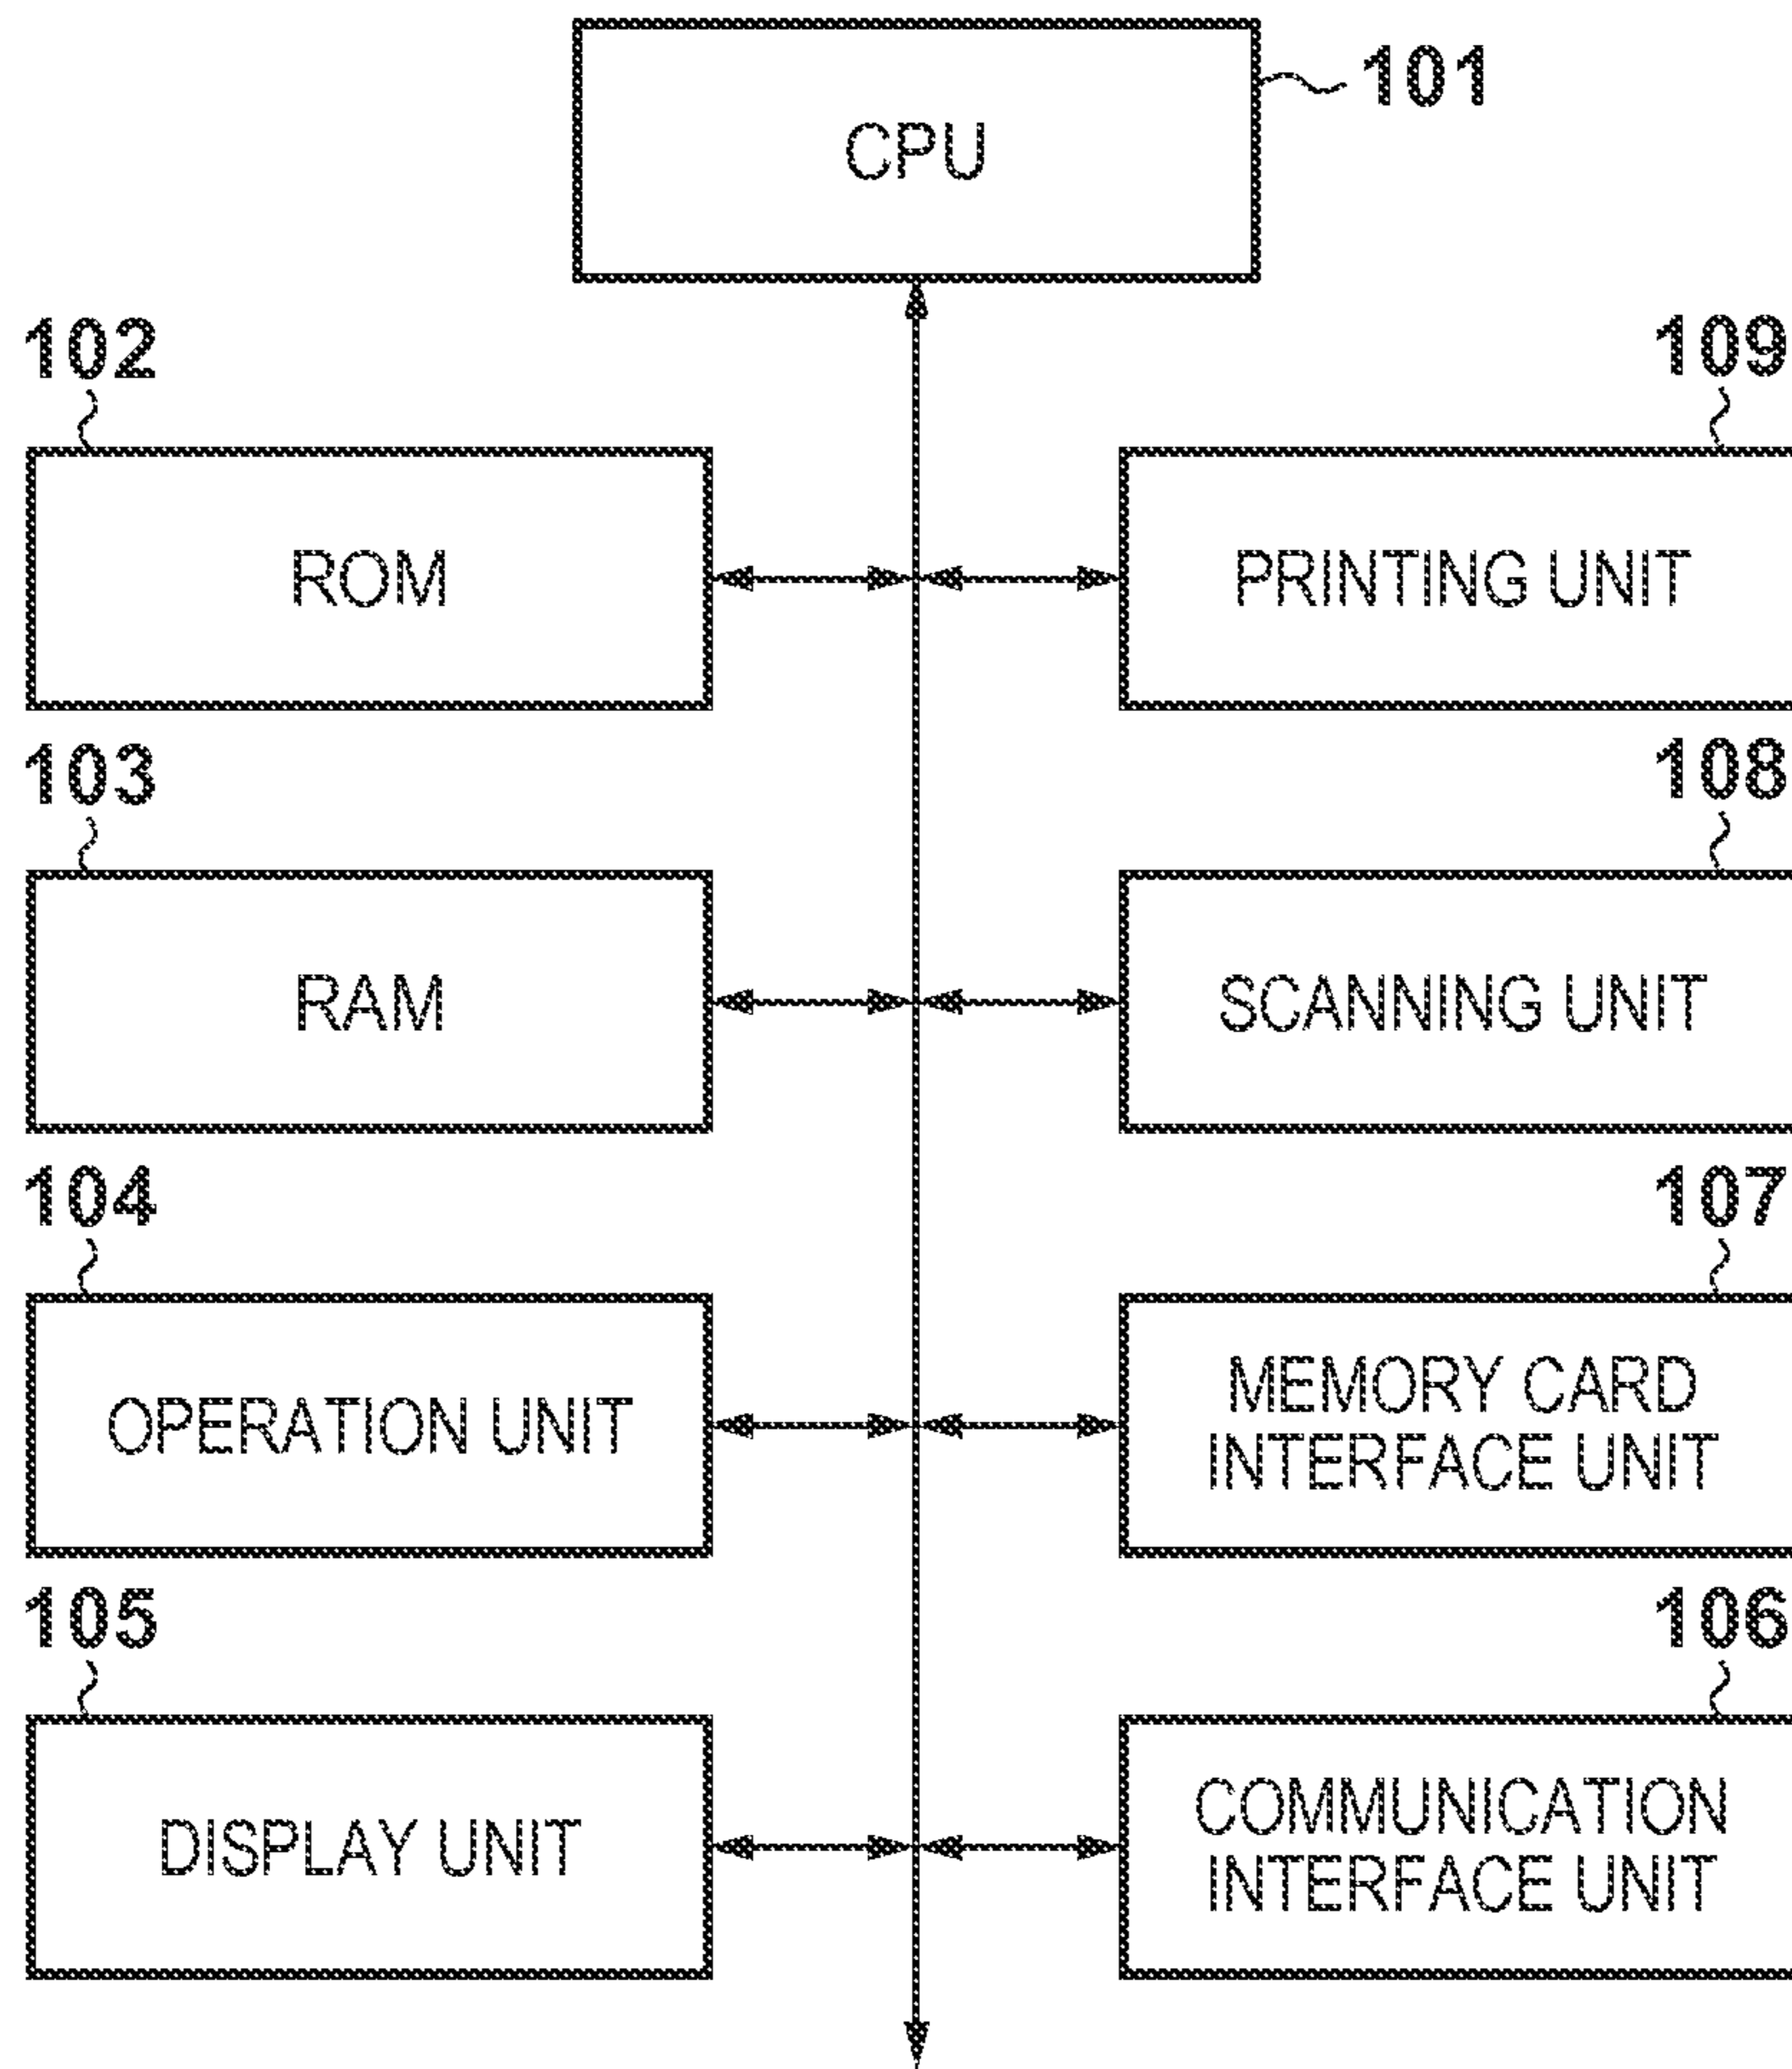 101
CPU
102
109
ROM
PRINTING UNIT
103
108
RAM
SCANNING UNIT
104
107
OPERATION UNIT
MEMORY CARD
INTERFACE UNIT
105
106
DISPLAY UNIT
COMMUNICATION
INTERFACE UNIT